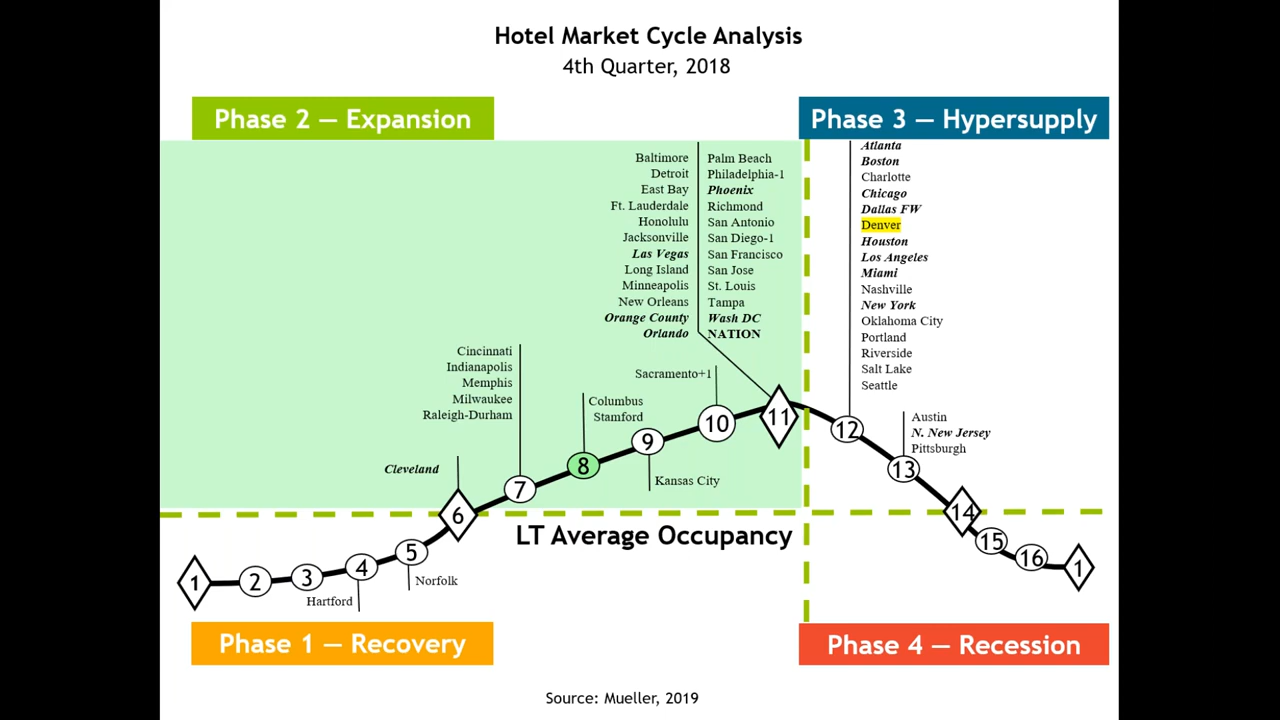 Hotel Market Cycle Analysis
4th Quarter, 2018
Phase 2 — Expansion
Phase 3 — Hypersupply
Baltimore
Detroit
East Bay
Ft. Lauderdale
Honolulu
Jacksonville
Las Vegas
Long Island
Minneapolis
New Orleans
Orange County
Orlando
Palm Beach
Philadelphia-1
Phoenix
Richmond
San Antonio
San Diego-1
San Francisco
San Jose
St. Louis
Tampa
Wash DC
NATION
Atlanta
Boston
Charlotte
Chicago
Dallas FW
Denver
Houston
Los Angeles
Miami
Nashville
New York
Oklahoma City
Portland
Riverside
Salt Lake
Seattle
Cincinnati
Indianapolis
Memphis
Milwaukee
Raleigh-Durham
Sacramento+1
Columbus
Stamford
Austin
N. New Jersey
Pittsburgh
Cleveland
Kansas City
1
2
3
4
5
6
7
8
9
10
11
12
13
14
15
16
1
LT Average Occupancy
Norfolk
Hartford
Phase 1 — Recovery
Phase 4 — Recession
Source: Mueller, 2019